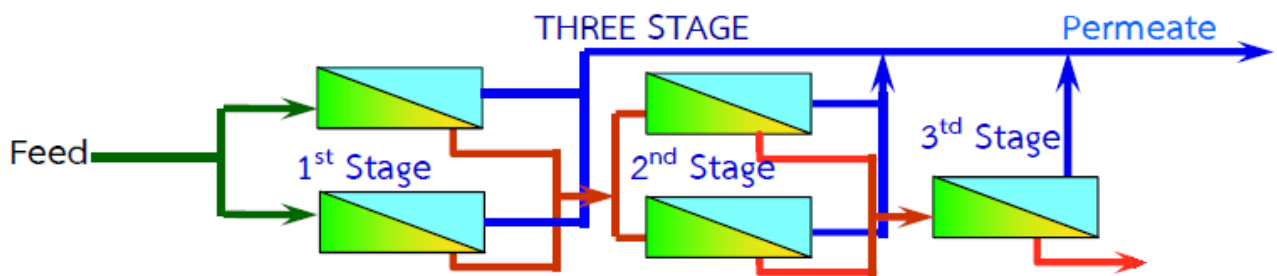 THREE STAGE
Permeate
Feed
1st Stage
2nd Stage
3td Stage